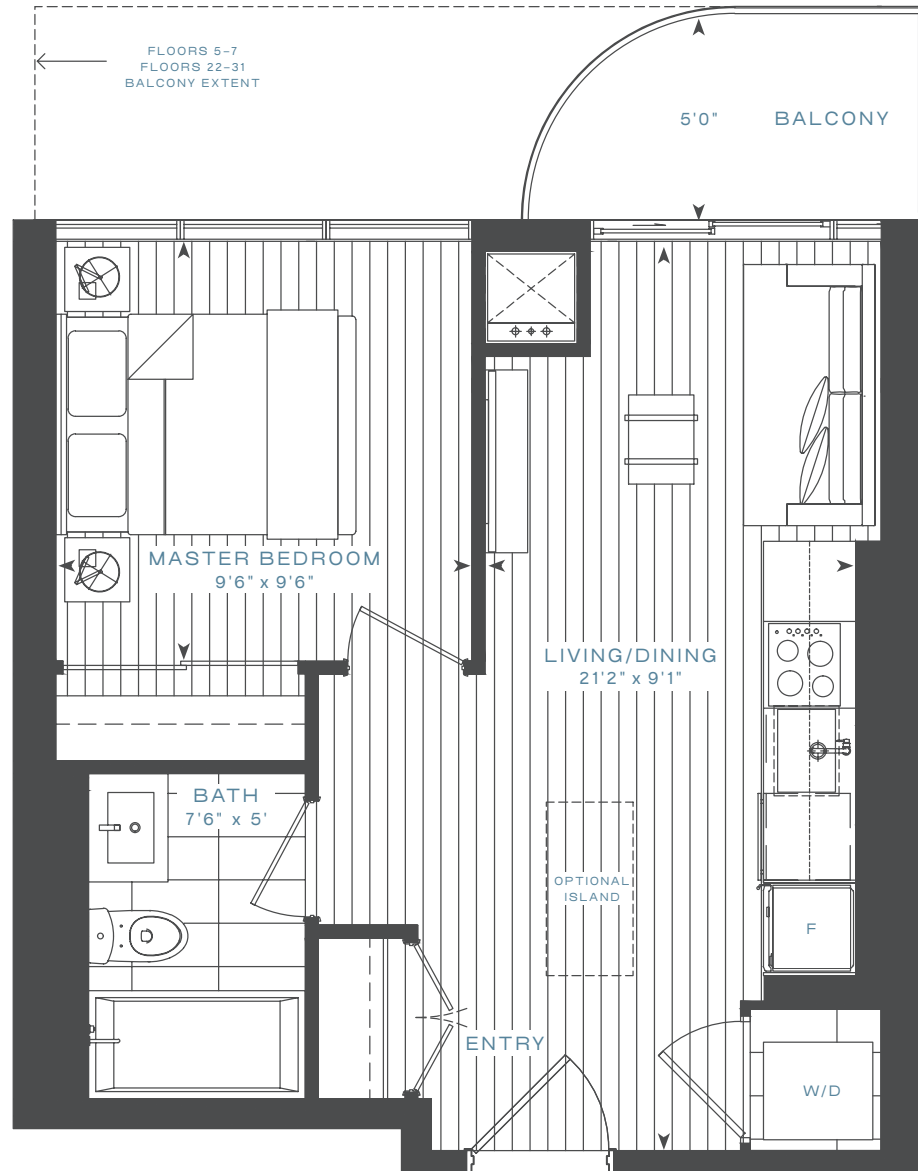 FLOORS 5-7
FLOORS 22-31
BALCONY EXTENT
5'0"
BALCONY
MASTER BEDROOM
9'6" x 9'6"
LIVING/DINING
21'2" x 9'1"
BATH
7'6" x 5'
OPTIONAL
ISLAND
F
ENTRY
W/D